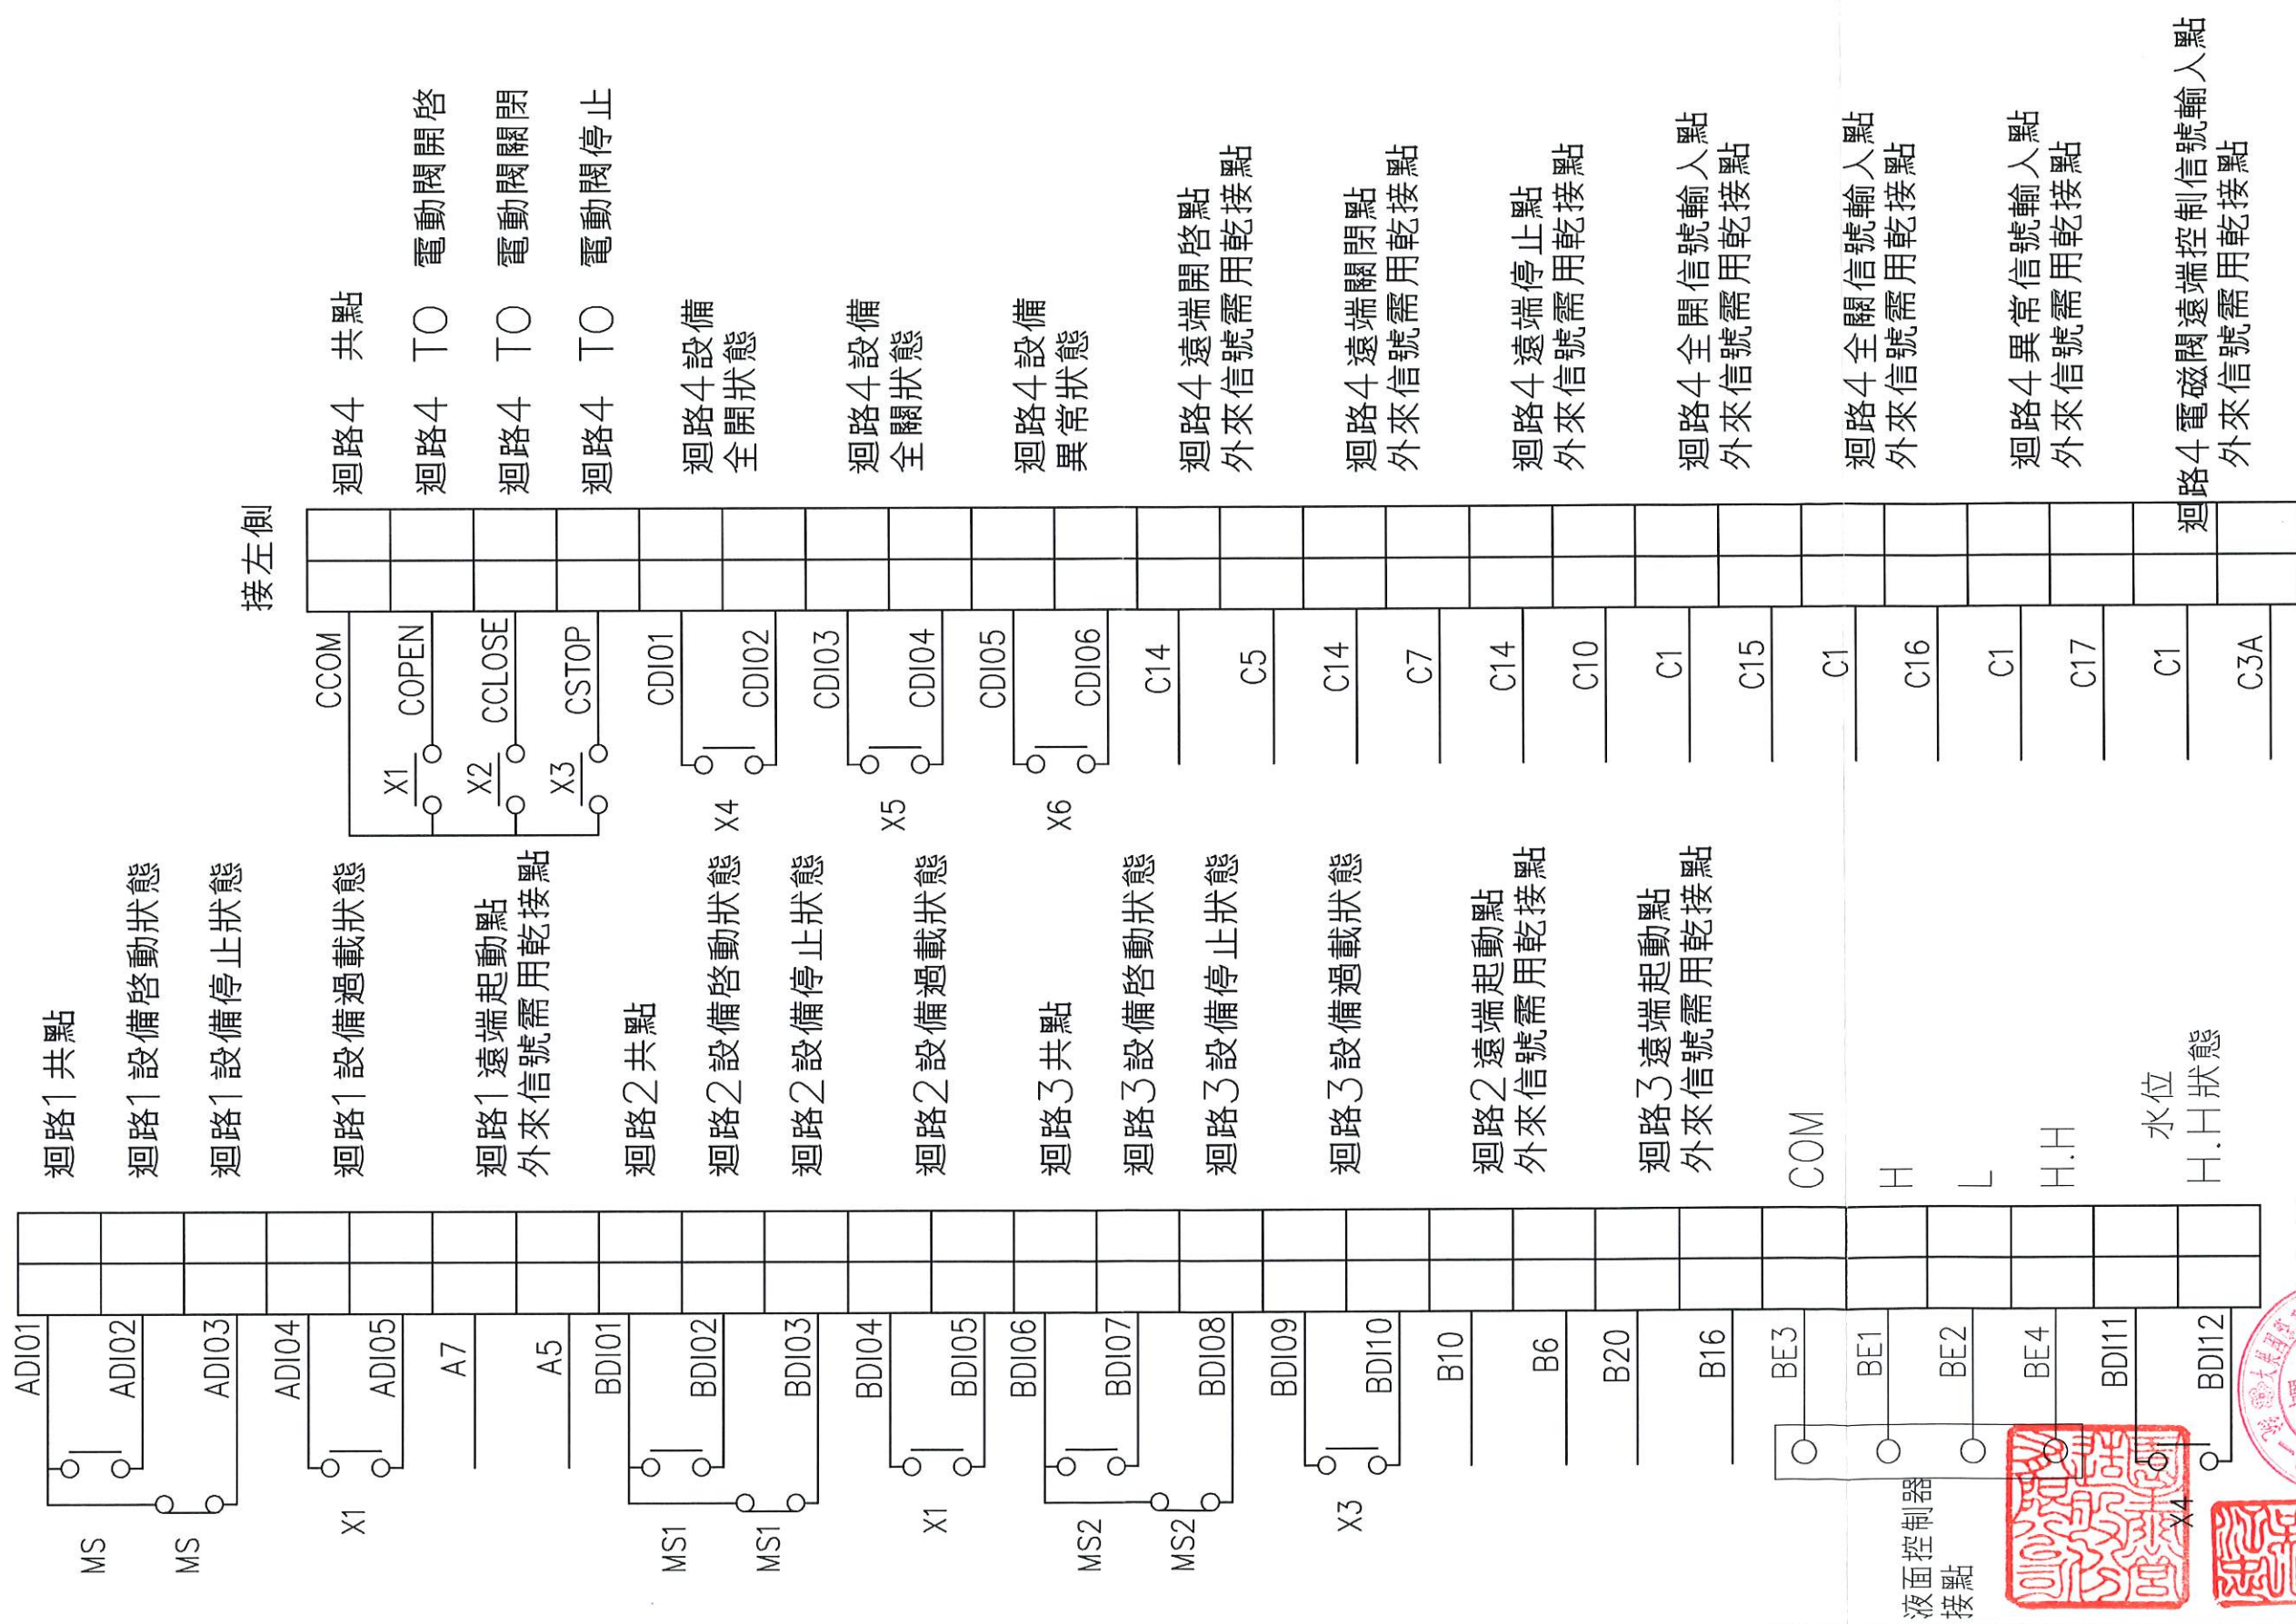 接左側
CCOM
迴路4 共點
X1
COPEN
迴路4 TO 電動閥開啓
X2
CCLOSE
迴路4 TO 電動閥關閉
X3
CSTOP
迴路4 TO 電動閥停止
CDI01
X4
CDI02
迴路4設備
全開狀態
CDI03
X5
CDI04
迴路4設備
全關狀態
CDI05
X6
CDI06
迴路4設備
異常狀態
C14
C5
迴路4遠端開啓點
外來信號需用乾接點
C14
C7
迴路4遠端關閉點
外來信號需用乾接點
C14
C10
迴路4遠端停止點
外來信號需用乾接點
C1
C15
迴路4全開信號輸入點
外來信號需用乾接點
C1
C16
迴路4全關信號輸入點
外來信號需用乾接點
C1
C17
迴路4異常信號輸入點
外來信號需用乾接點
C1
C3A
迴路4電磁閥遠端控制信號輸入點
外來信號需用乾接點
ADI01
迴路1共點
MS
ADI02
迴路1設備啓動狀態
MS
ADI03
迴路1設備停止狀態
ADI04
X1
ADI05
迴路1設備過載狀態
A7
A5
迴路1遠端起動點
外來信號需用乾接點
BDI01
迴路2共點
MS1
BDI02
迴路2設備啓動狀態
MS1
BDI03
迴路2設備停止狀態
BDI04
X1
BDI05
迴路2設備過載狀態
BDI06
迴路3共點
MS2
BDI07
迴路3設備啓動狀態
MS2
BDI08
迴路3設備停止狀態
BDI09
X3
BDI10
迴路3設備過載狀態
B10
B6
迴路2遠端起動點
外來信號需用乾接點
B20
B16
迴路3遠端起動點
外來信號需用乾接點
BE3
COM
BE1
H
BE2
L
BE4
H.H
液面控制器
接點
BDI11
X4
BDI12
水位
H.H狀態